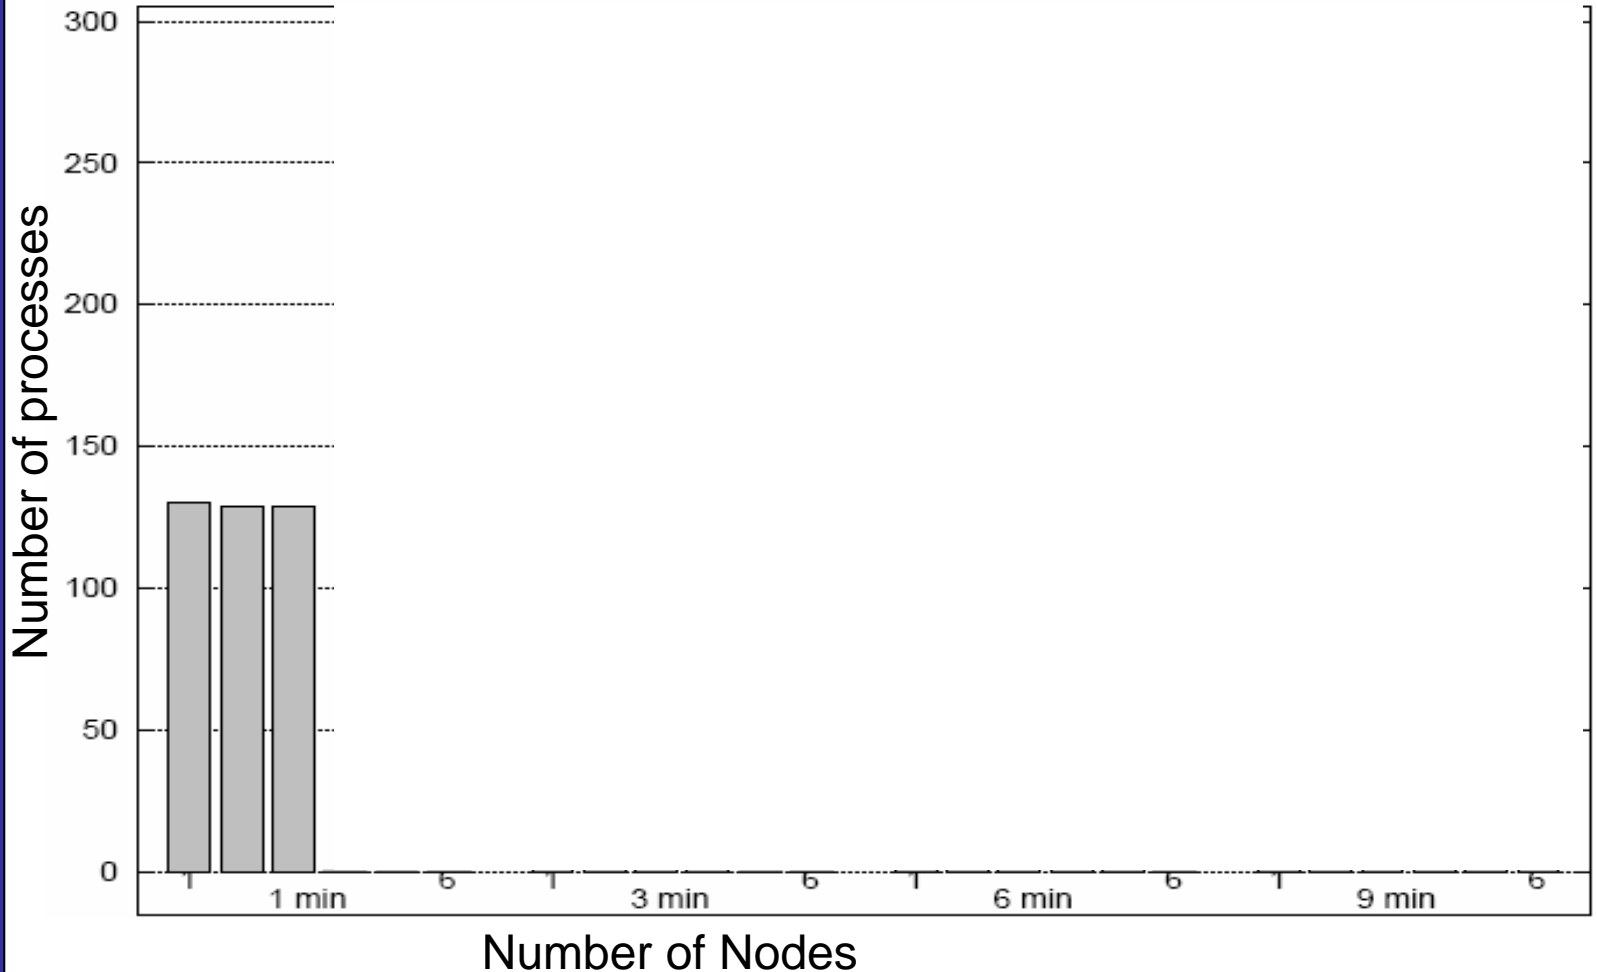 300
250
200
150
100
50
0
Number of processes
1 6 1 6 1 6 1 6
1 min 3 min 6 min 9 min
Number of Nodes